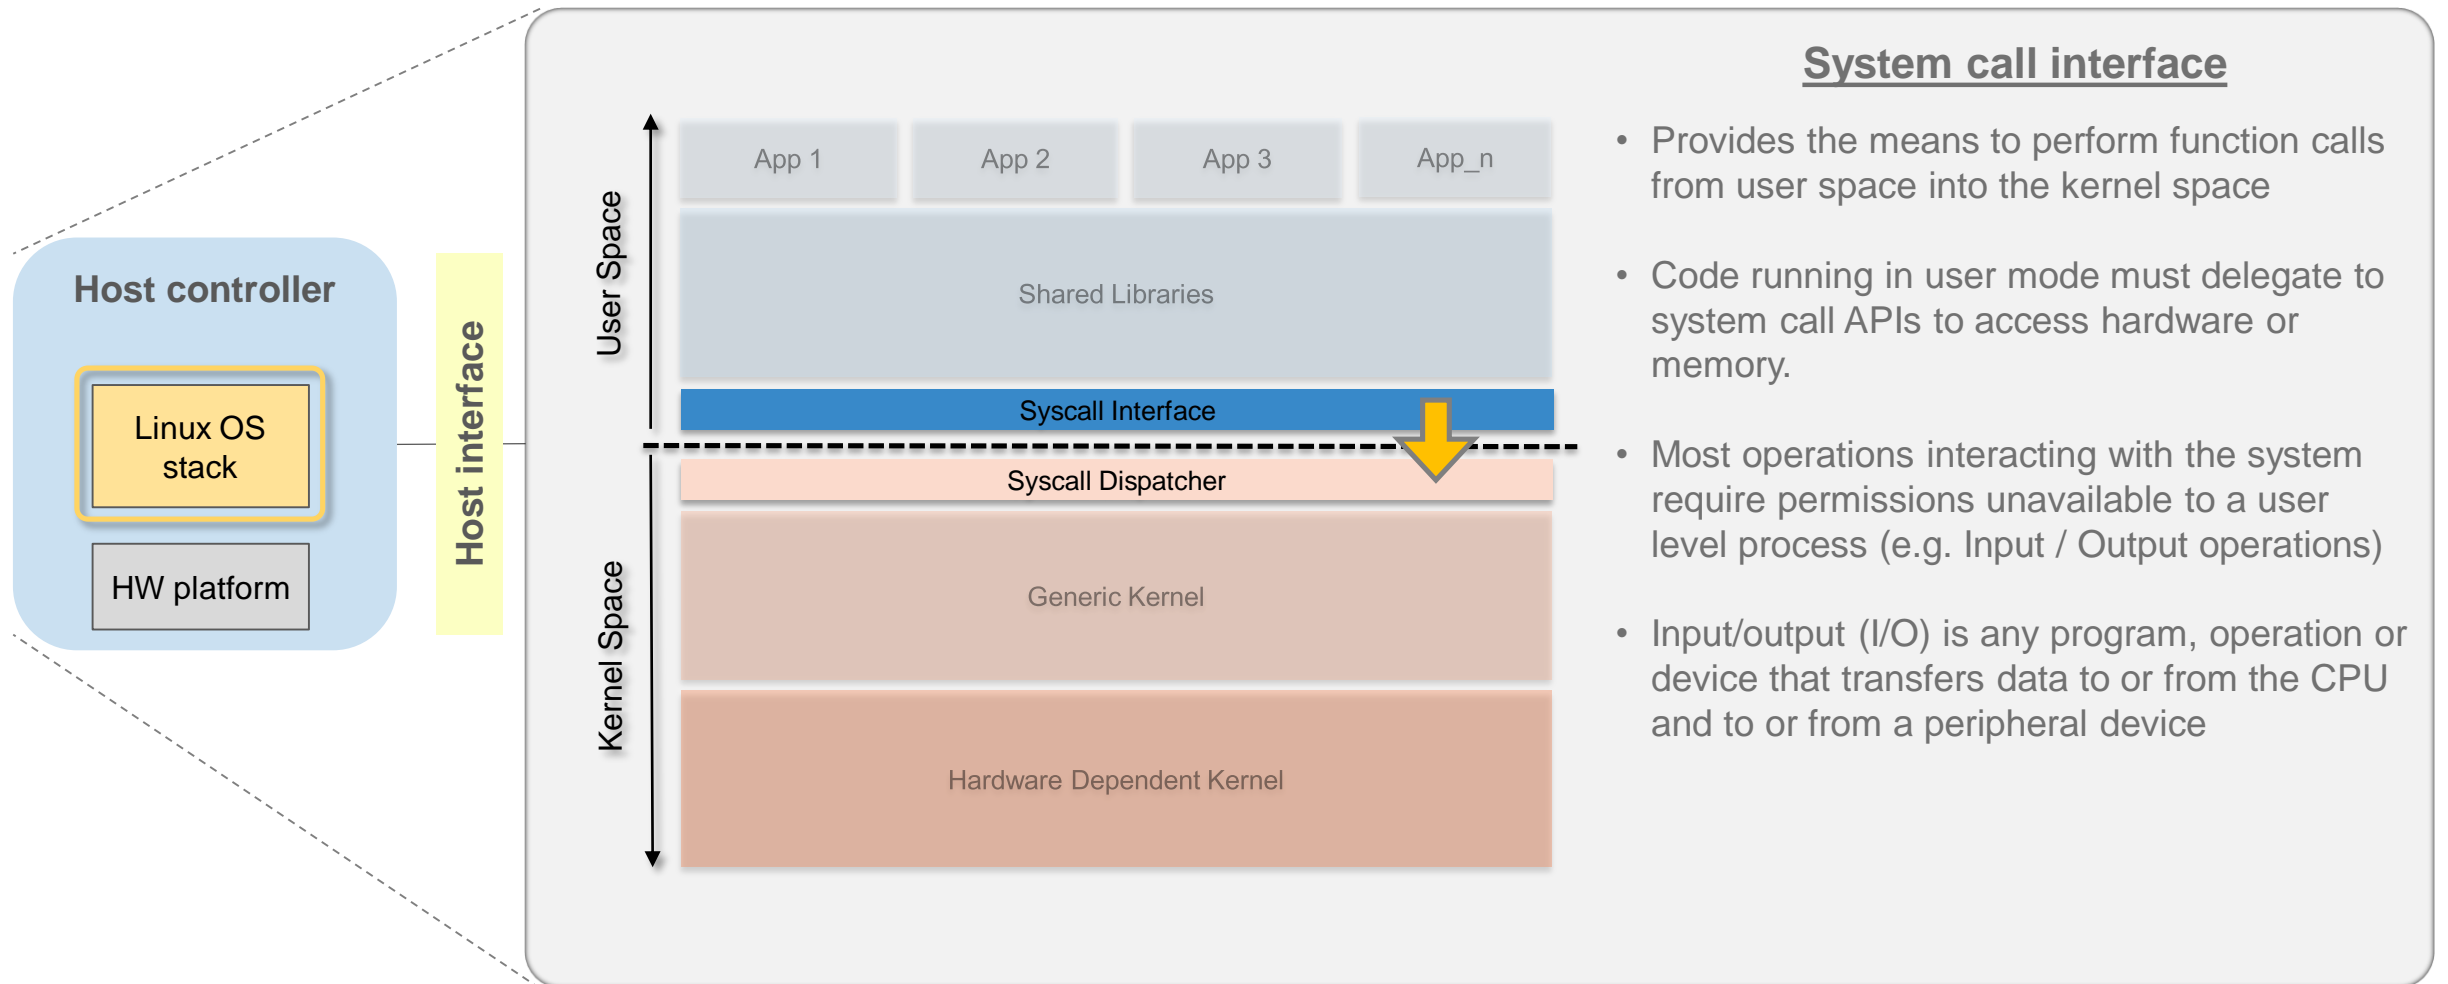 Host controller
Linux OS
stack
HW platform
Host interface
User Space
Kernel Space
App 1
App 2
App 3
App_n
Shared Libraries
Syscall Interface
Syscall Dispatcher
Generic Kernel
Hardware Dependent Kernel
System call interface
• Provides the means to perform function calls
from user space into the kernel space
• Code running in user mode must delegate to
system call APIs to access hardware or
memory.
• Most operations interacting with the system
require permissions unavailable to a user
level process (e.g. Input / Output operations)
• Input/output (I/O) is any program, operation or
device that transfers data to or from the CPU
and to or from a peripheral device